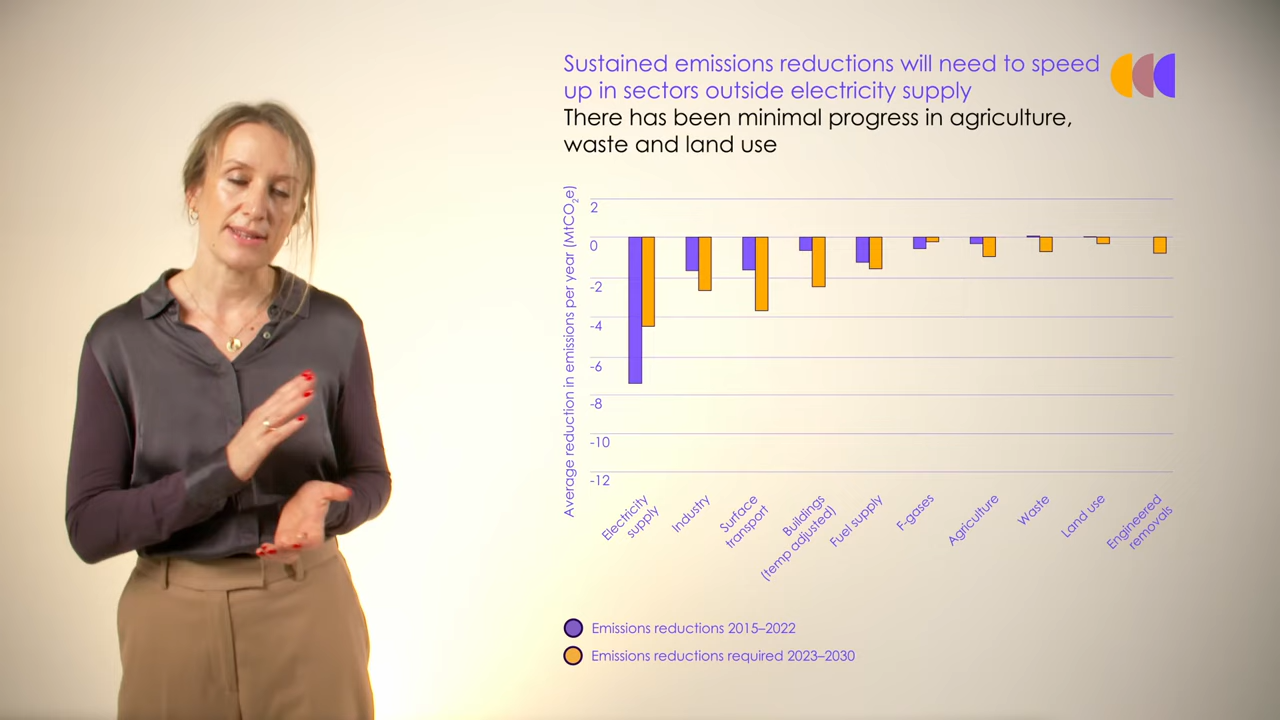 Sustained emissions reductions will need to speed
up in sectors outside electricity supply
There has been minimal progress in agriculture,
waste and land use
Average reduction in emissions per year (MtCO₂e)
2
0
-2
-4
-6
-8
-10
-12
Electricity
supply
Industry
Surface
transport
Buildings
(temp adjusted)
Fuel supply
F-gases
Agriculture
Waste
Land use
Engineered
removals
Emissions reductions 2015–2022
Emissions reductions required 2023–2030